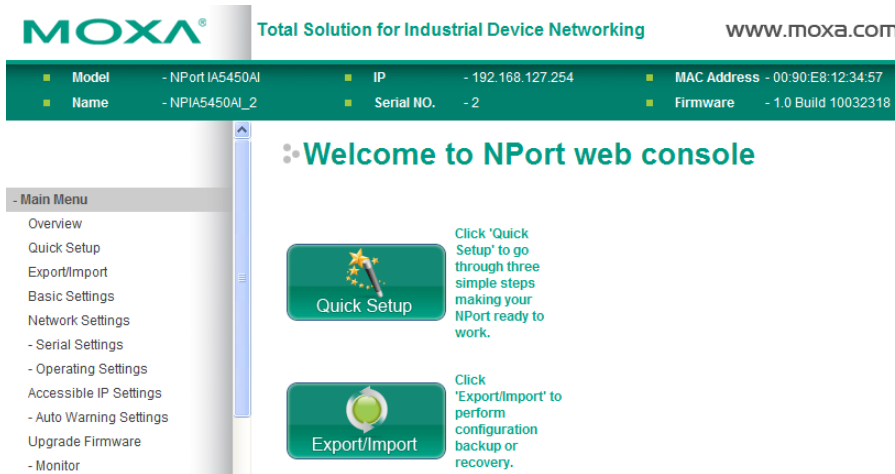 MOXA®
Total Solution for Industrial Device Networking
www.moxa.com
Model - NPort IA5450AI
IP - 192.168.127.254
MAC Address - 00:90:E8:12:34:57
Name - NPIA5450AI_2
Serial NO. - 2
Firmware - 1.0 Build 10032318
Welcome to NPort web console
- Main Menu
Overview
Quick Setup
Export/Import
Basic Settings
Network Settings
- Serial Settings
- Operating Settings
Accessible IP Settings
- Auto Warning Settings
Upgrade Firmware
- Monitor
Quick Setup
Click 'Quick
Setup' to go
through three
simple steps
making your
NPort ready to
work.
Export/Import
Click
'Export/Import' to
perform
configuration
backup or
recovery.